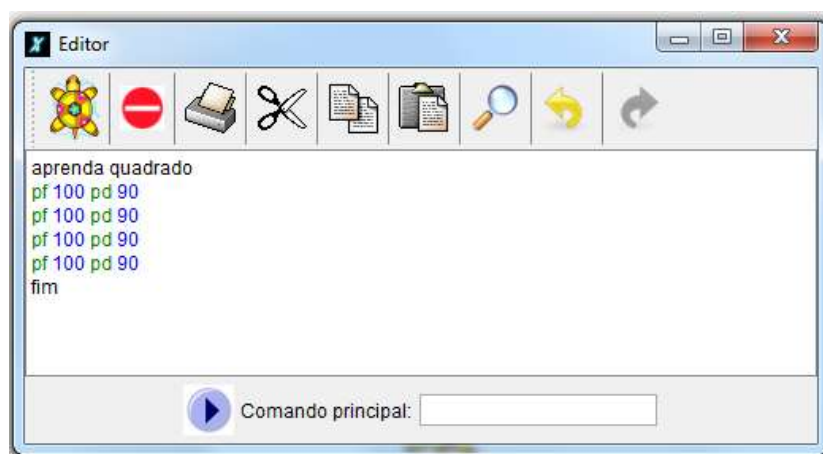 Editor
aprenda quadrado
pf 100 pd 90
pf 100 pd 90
pf 100 pd 90
pf 100 pd 90
fim
Comando principal: